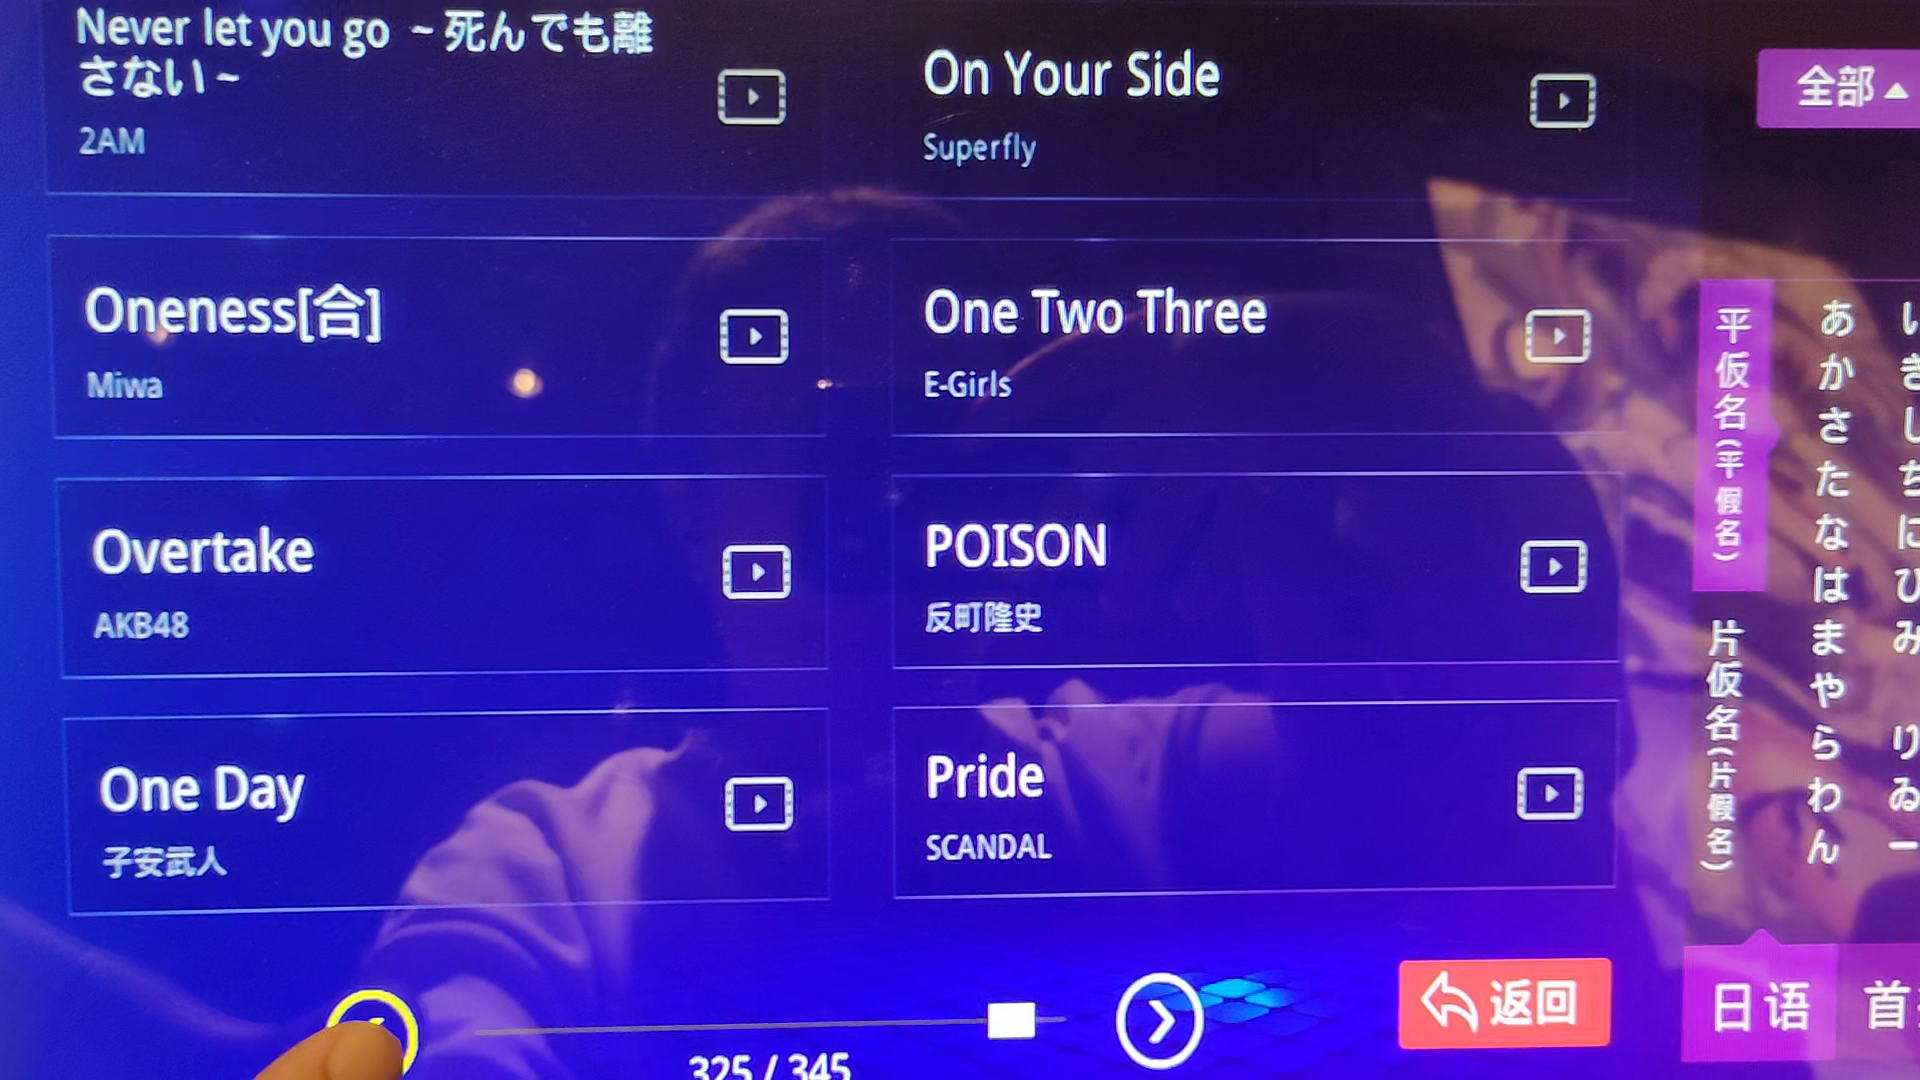 Never let you go ～死んでも離
さない～
2AM
On Your Side
Superfly
Oneness[合]
Miwa
One Two Three
E-Girls
Overtake
AKB48
POISON
反町隆史
One Day
子安武人
Pride
SCANDAL
325 / 345
返回
全部▲
平仮名(平假名)
片仮名(片假名)
あ い
か き
さ し
た ち
な に
は ひ
ま み
や
ら り
わ ゐ
ん ー
日语
首